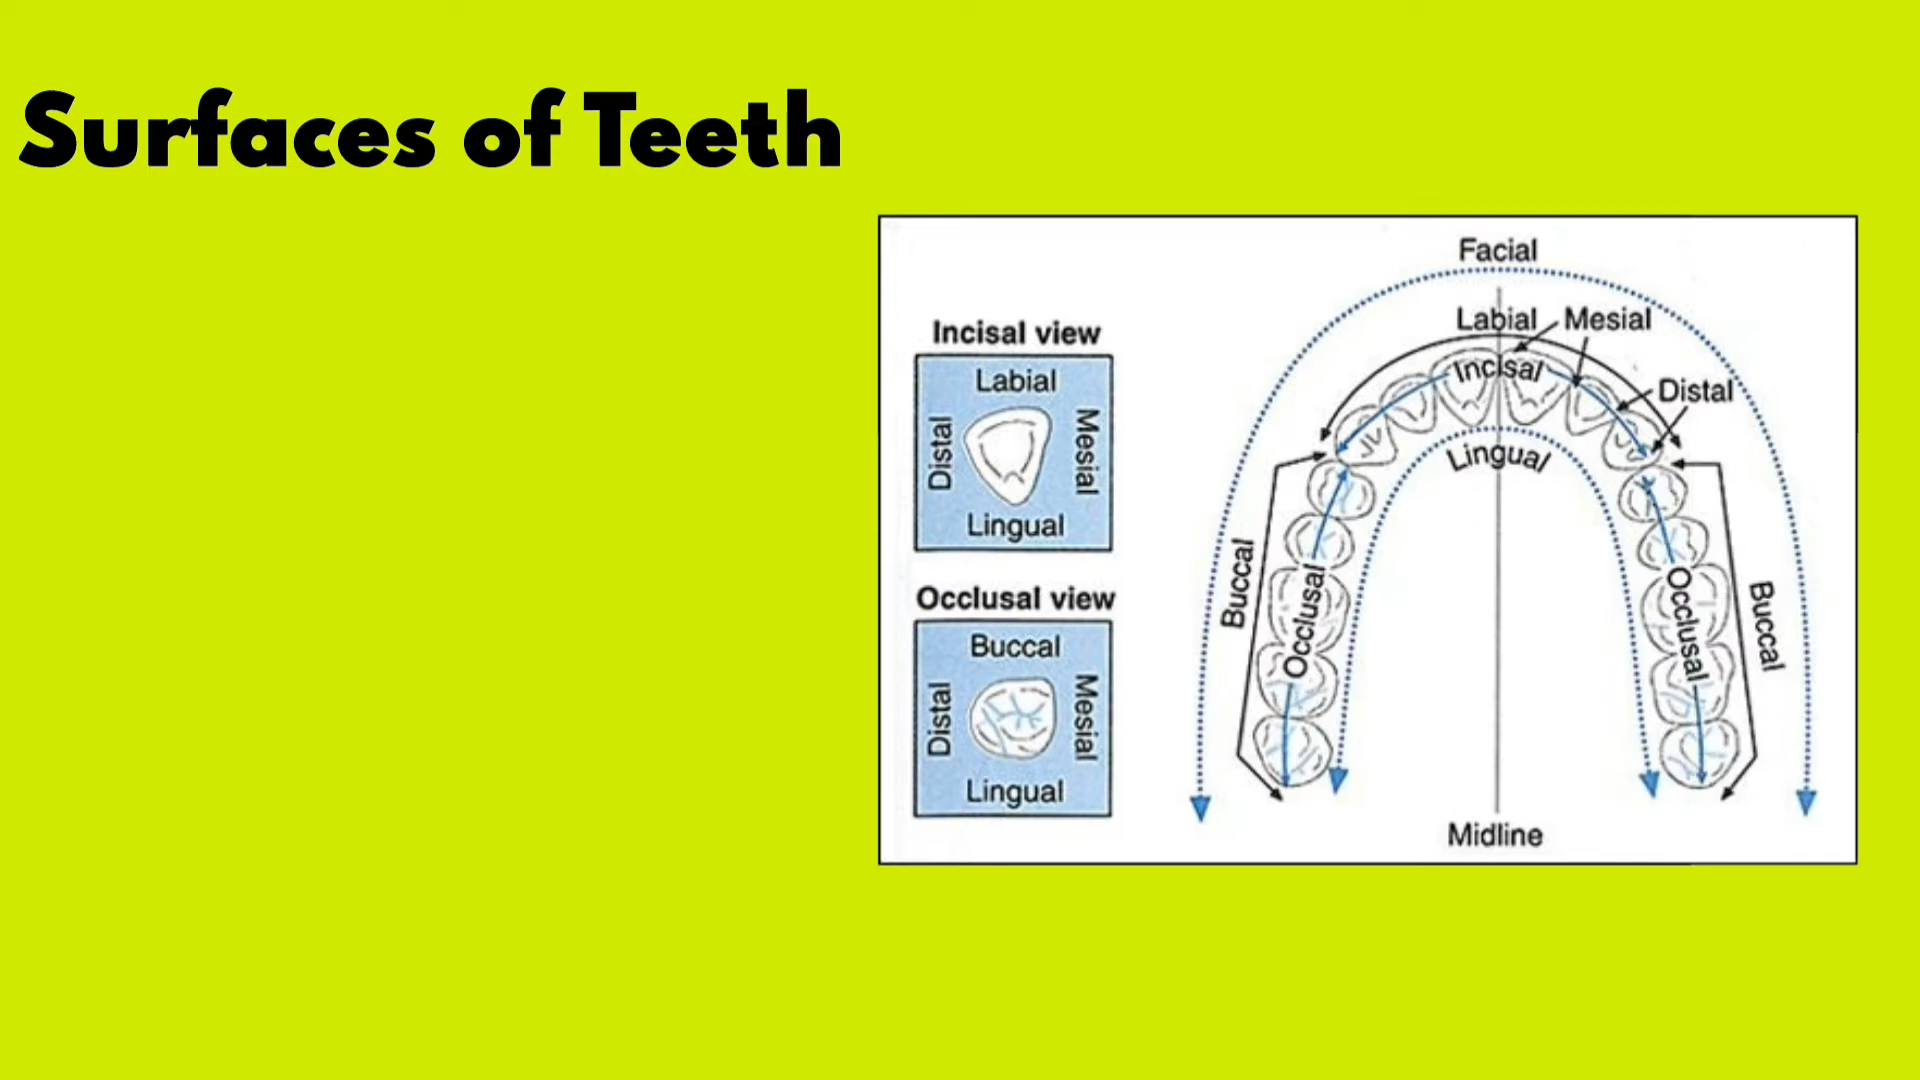 Surfaces of Teeth
Incisal view
Labial
Distal
Mesial
Lingual
Occlusal view
Buccal
Distal
Mesial
Lingual
Facial
Labial
Mesial
Incisal
Distal
Lingual
Buccal
Occlusal
Occlusal
Buccal
Midline